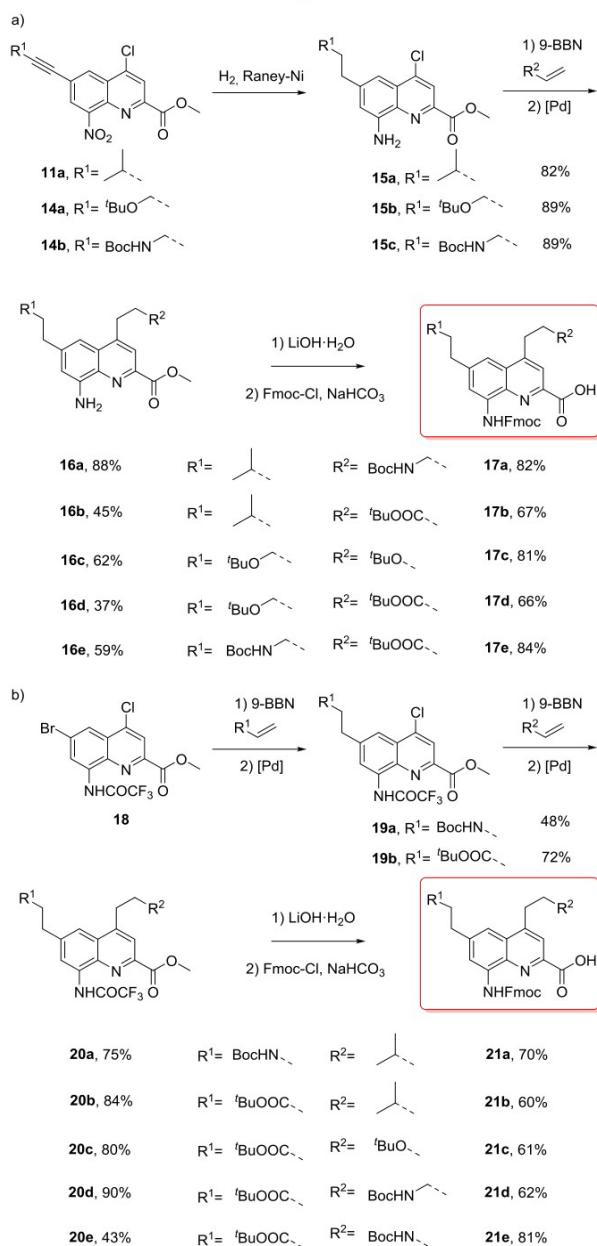 a)
R1 Cl 1) 9-BBN
H2, Raney-Ni R2
N N 2) [Pd]
NO2 O O NH2 O O
11a, R1= 15a, R1= 82%
14a, R1= tBuO 15b, R1= tBuO 89%
14b, R1= BocHN 15c, R1= BocHN 89%
R1 R2 R1 R2
1) LiOH·H2O
N O N OH
2) Fmoc-Cl, NaHCO3
NH2 O NHFmoc O
16a, 88% R1= R2= BocHN 17a, 82%
16b, 45% R1= R2= tBuOOC 17b, 67%
16c, 62% R1= tBuO R2= tBuO 17c, 81%
16d, 37% R1= tBuO R2= tBuOOC 17d, 66%
16e, 59% R1= BocHN R2= tBuOOC 17e, 84%
b)
Cl 1) 9-BBN R1 Cl 1) 9-BBN
Br R1 R2
N O 2) [Pd] N O 2) [Pd]
NHCOCF3 O NHCOCF3 O
18 19a, R1= BocHN 48%
19b, R1= tBuOOC 72%
R1 R2 R1 R2
1) LiOH·H2O
N O N OH
2) Fmoc-Cl, NaHCO3
NHCOCF3 O NHFmoc O
20a, 75% R1= BocHN R2= 21a, 70%
20b, 84% R1= tBuOOC R2= 21b, 60%
20c, 80% R1= tBuOOC R2= tBuO 21c, 61%
20d, 90% R1= tBuOOC R2= BocHN 21d, 62%
20e, 43% R1= tBuOOC R2= BocHN 21e, 81%